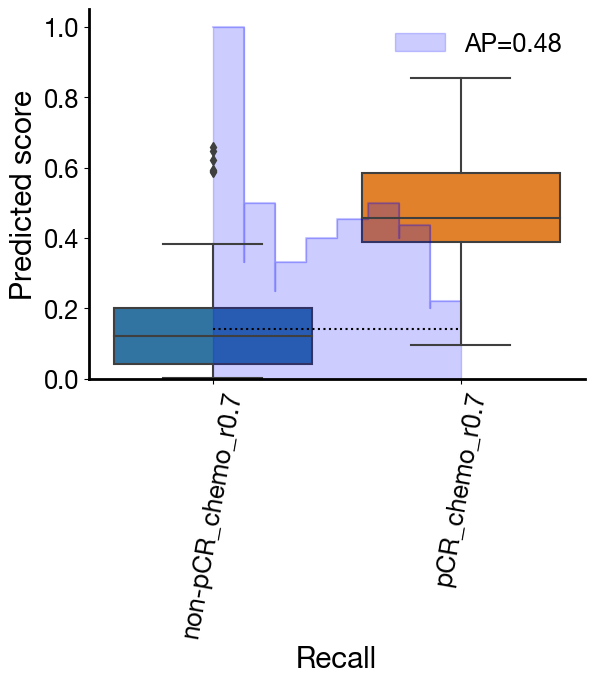 AP=0.48
Predicted score
1.0
0.8
0.6
0.4
0.2
0.0
non-pCR_chemo_r0.7
pCR_chemo_r0.7
Recall